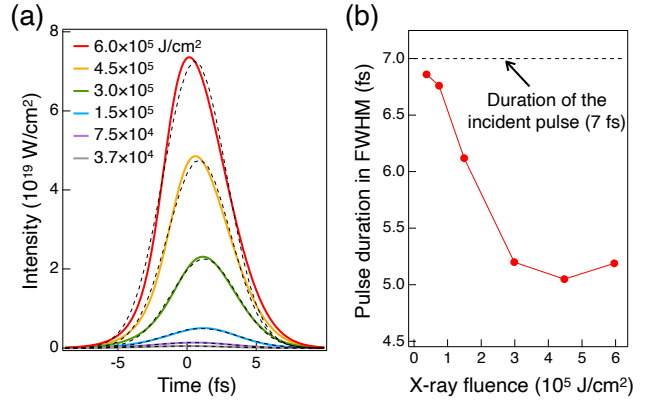 (a)
8
6
4
2
0
Intensity (10¹⁹ W/cm²)
6.0×10⁵ J/cm²
4.5×10⁵
3.0×10⁵
1.5×10⁵
7.5×10⁴
3.7×10⁴
-5
0
5
Time (fs)
(b)
7.0
6.5
6.0
5.5
5.0
4.5
Pulse duration in FWHM (fs)
Duration of the
incident pulse (7 fs)
0
1
2
3
4
5
6
X-ray fluence (10⁵ J/cm²)